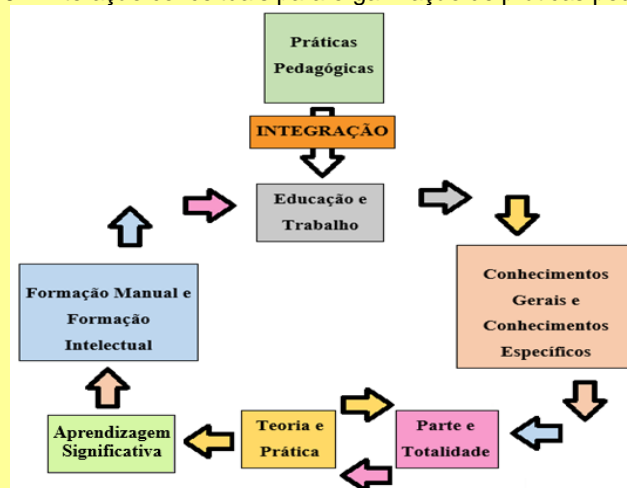 Práticas
Pedagógicas
INTEGRAÇÃO
Educação e
Trabalho
Conhecimentos
Gerais e
Conhecimentos
Específicos
Formação Manual e
Formação
Intelectual
Aprendizagem
Significativa
Teoria e
Prática
Parte e
Totalidade